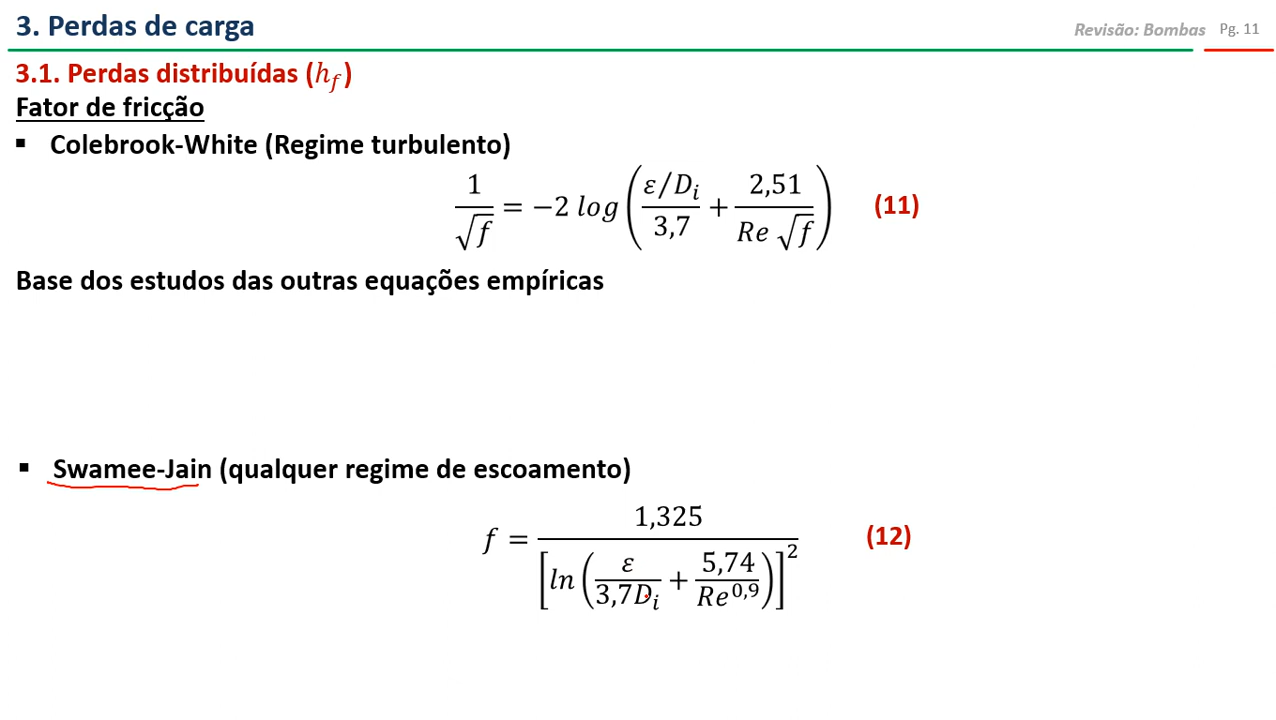 3. Perdas de carga
Revisão: Bombas Pg. 11
3.1. Perdas distribuídas (h_f)
Fator de fricção
▪ Colebrook-White (Regime turbulento)
1/√f = −2 log((ε/D_i)/3,7 + 2,51/(Re √f)) (11)
Base dos estudos das outras equações empíricas
▪ Swamee-Jain (qualquer regime de escoamento)
f = 1,325/[ln(ε/(3,7D_i) + 5,74/Re^0,9)]^2 (12)